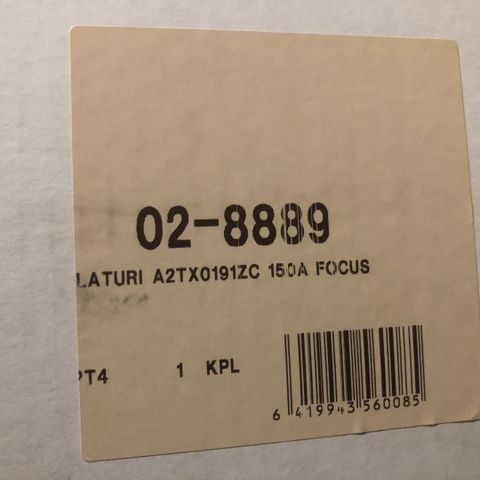 02-8889
LATURI A2TX0191ZC 150A FOCUS
PT4 1 KPL
6 419943 560085